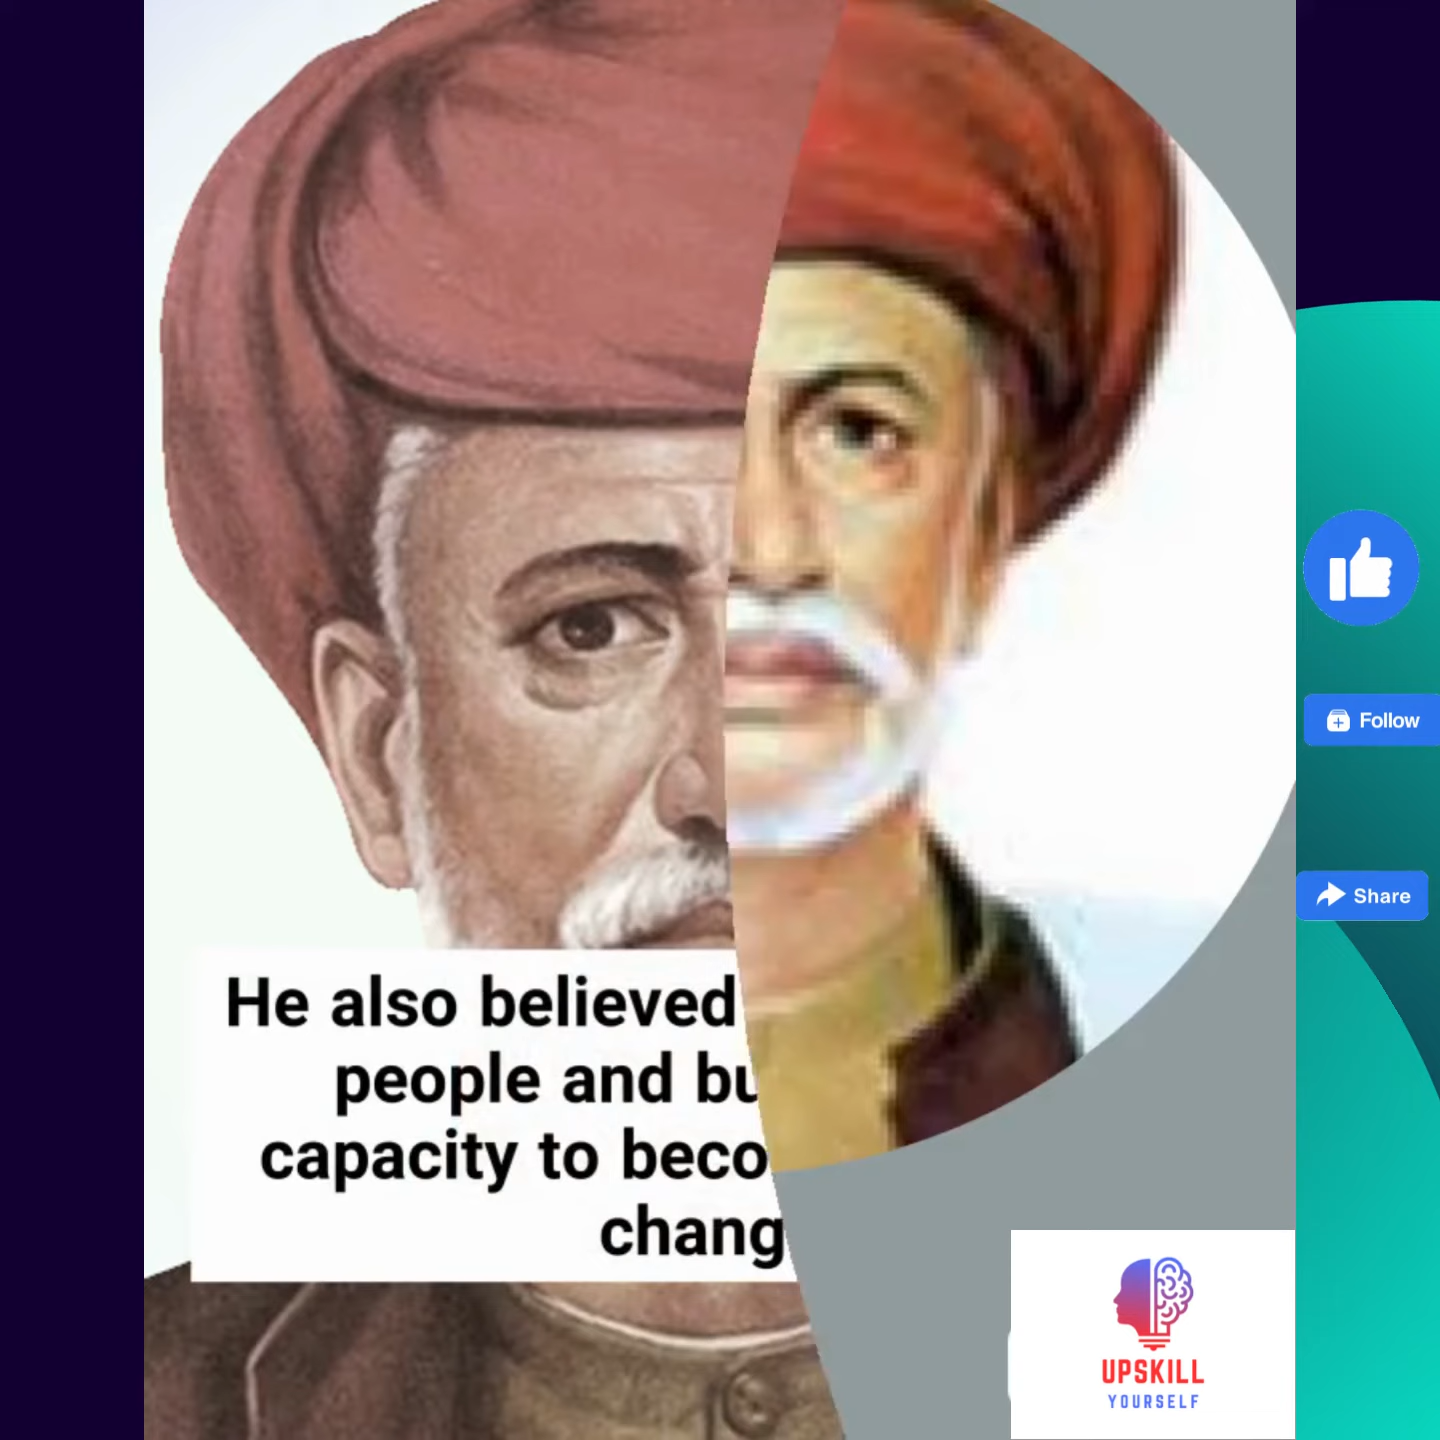 He also believed
people and bu
capacity to beco
chang
Follow
Share
UPSKILL
YOURSELF